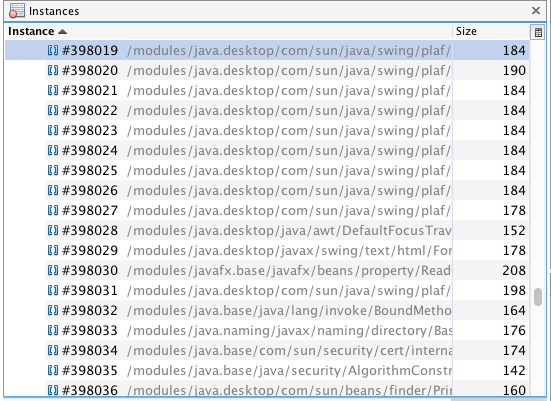 Instances
Instance Size
#398019 /modules/java.desktop/com/sun/java/swing/plaf/ 184
#398020 /modules/java.desktop/com/sun/java/swing/plaf/ 190
#398021 /modules/java.desktop/com/sun/java/swing/plaf/ 184
#398022 /modules/java.desktop/com/sun/java/swing/plaf/ 184
#398023 /modules/java.desktop/com/sun/java/swing/plaf/ 184
#398024 /modules/java.desktop/com/sun/java/swing/plaf/ 184
#398025 /modules/java.desktop/com/sun/java/swing/plaf/ 184
#398026 /modules/java.desktop/com/sun/java/swing/plaf/ 184
#398027 /modules/java.desktop/com/sun/java/swing/plaf/ 178
#398028 /modules/java.desktop/java/awt/DefaultFocusTrav 152
#398029 /modules/java.desktop/javax/swing/text/html/For 178
#398030 /modules/javafx.base/javafx/beans/property/Read 208
#398031 /modules/java.desktop/com/sun/java/swing/plaf/ 198
#398032 /modules/java.base/java/lang/invoke/BoundMetho 164
#398033 /modules/java.naming/javax/naming/directory/Bas 176
#398034 /modules/java.base/com/sun/security/cert/interna 174
#398035 /modules/java.base/java/security/AlgorithmConstr 142
#398036 /modules/java.desktop/com/sun/beans/finder/Prir 160